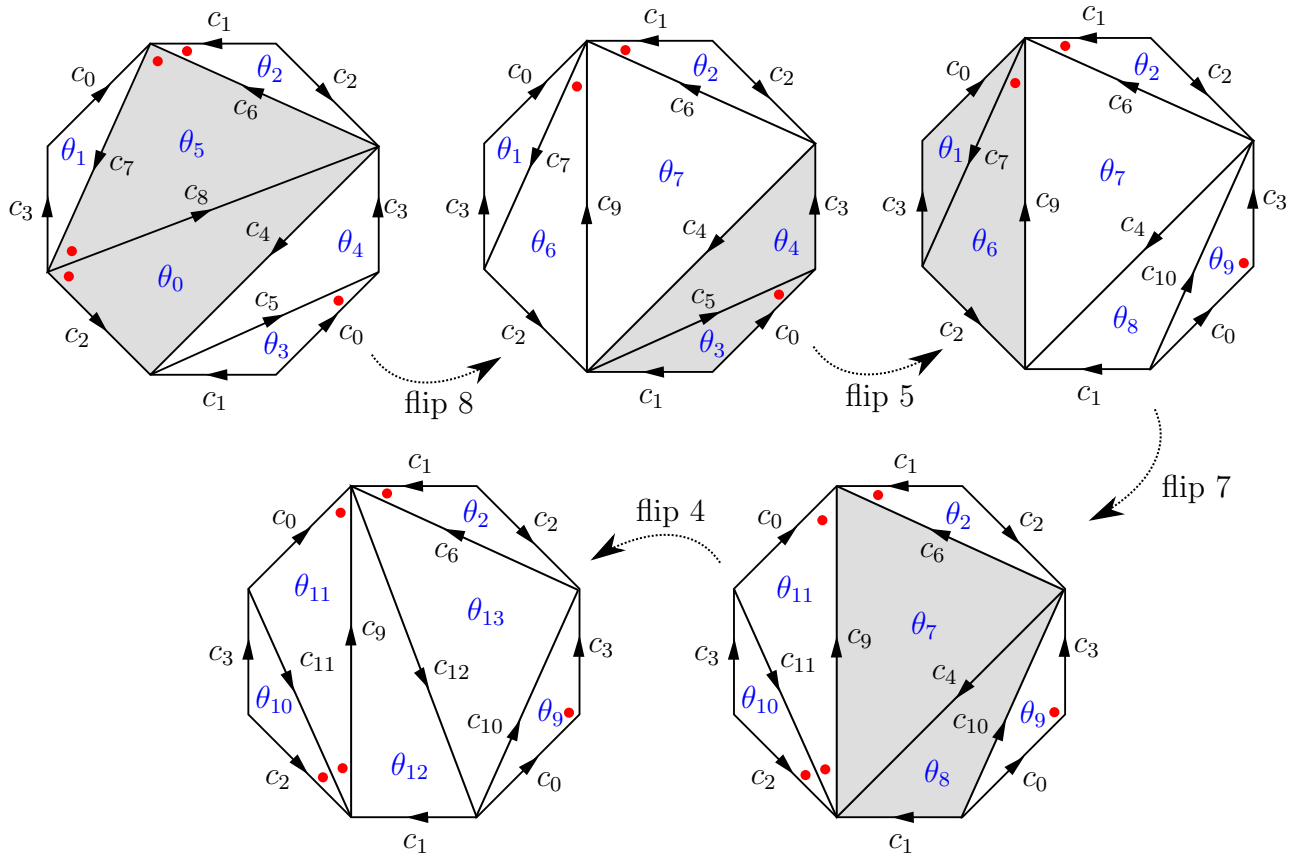 c₁ c₁ c₁
c₀ θ₂ c₂ c₀ θ₂ c₂ c₀ θ₂ c₂
c₆ c₆ c₆
θ₁ θ₅ θ₁ θ₁
c₇ c₇ θ₇ c₇ θ₇
c₃ c₈ c₃ c₃ c₉ c₃ c₃ c₉ c₃
c₄ θ₄ θ₆ c₄ θ₄ θ₆ c₄ θ₉
θ₀ c₅ c₅ c₁₀
c₂ θ₃ c₀ c₂ θ₃ c₀ c₂ θ₈ c₀
c₁ c₁ c₁
flip 8 flip 5
flip 7
c₁ flip 4 c₁
c₀ θ₂ c₂ c₀ θ₂ c₂
c₆ c₆
θ₁₁ θ₁₃ θ₁₁ θ₇
c₃ c₁₁ c₉ c₁₂ c₃ c₃ c₁₁ c₉ c₄ c₃
θ₁₀ c₁₀ θ₉ θ₁₀ c₁₀ θ₉
c₂ θ₁₂ c₀ c₂ θ₈ c₀
c₁ c₁